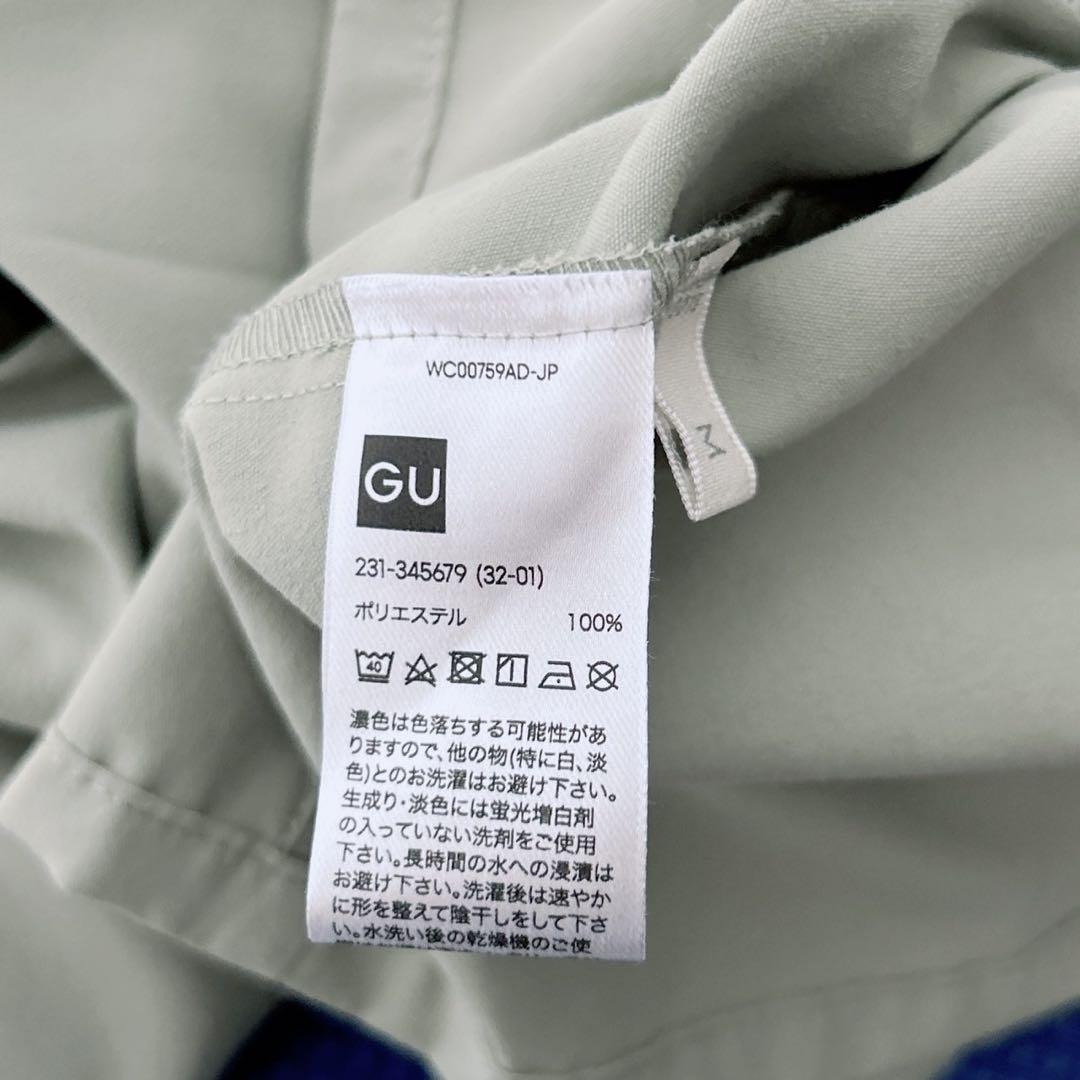 WC00759AD-JP
M
GU
231-345679 (32-01)
ポリエステル 100%
40
濃色は色落ちする可能性があ
りますので、他の物(特に白、淡
色)とのお洗濯はお避け下さい。
生成り・淡色には蛍光増白剤
の入っていない洗剤をご使用
下さい。長時間の水への浸漬は
お避け下さい。洗濯後は速やか
に形を整えて陰干しをして下さ
い。水洗い後の乾燥機のご使